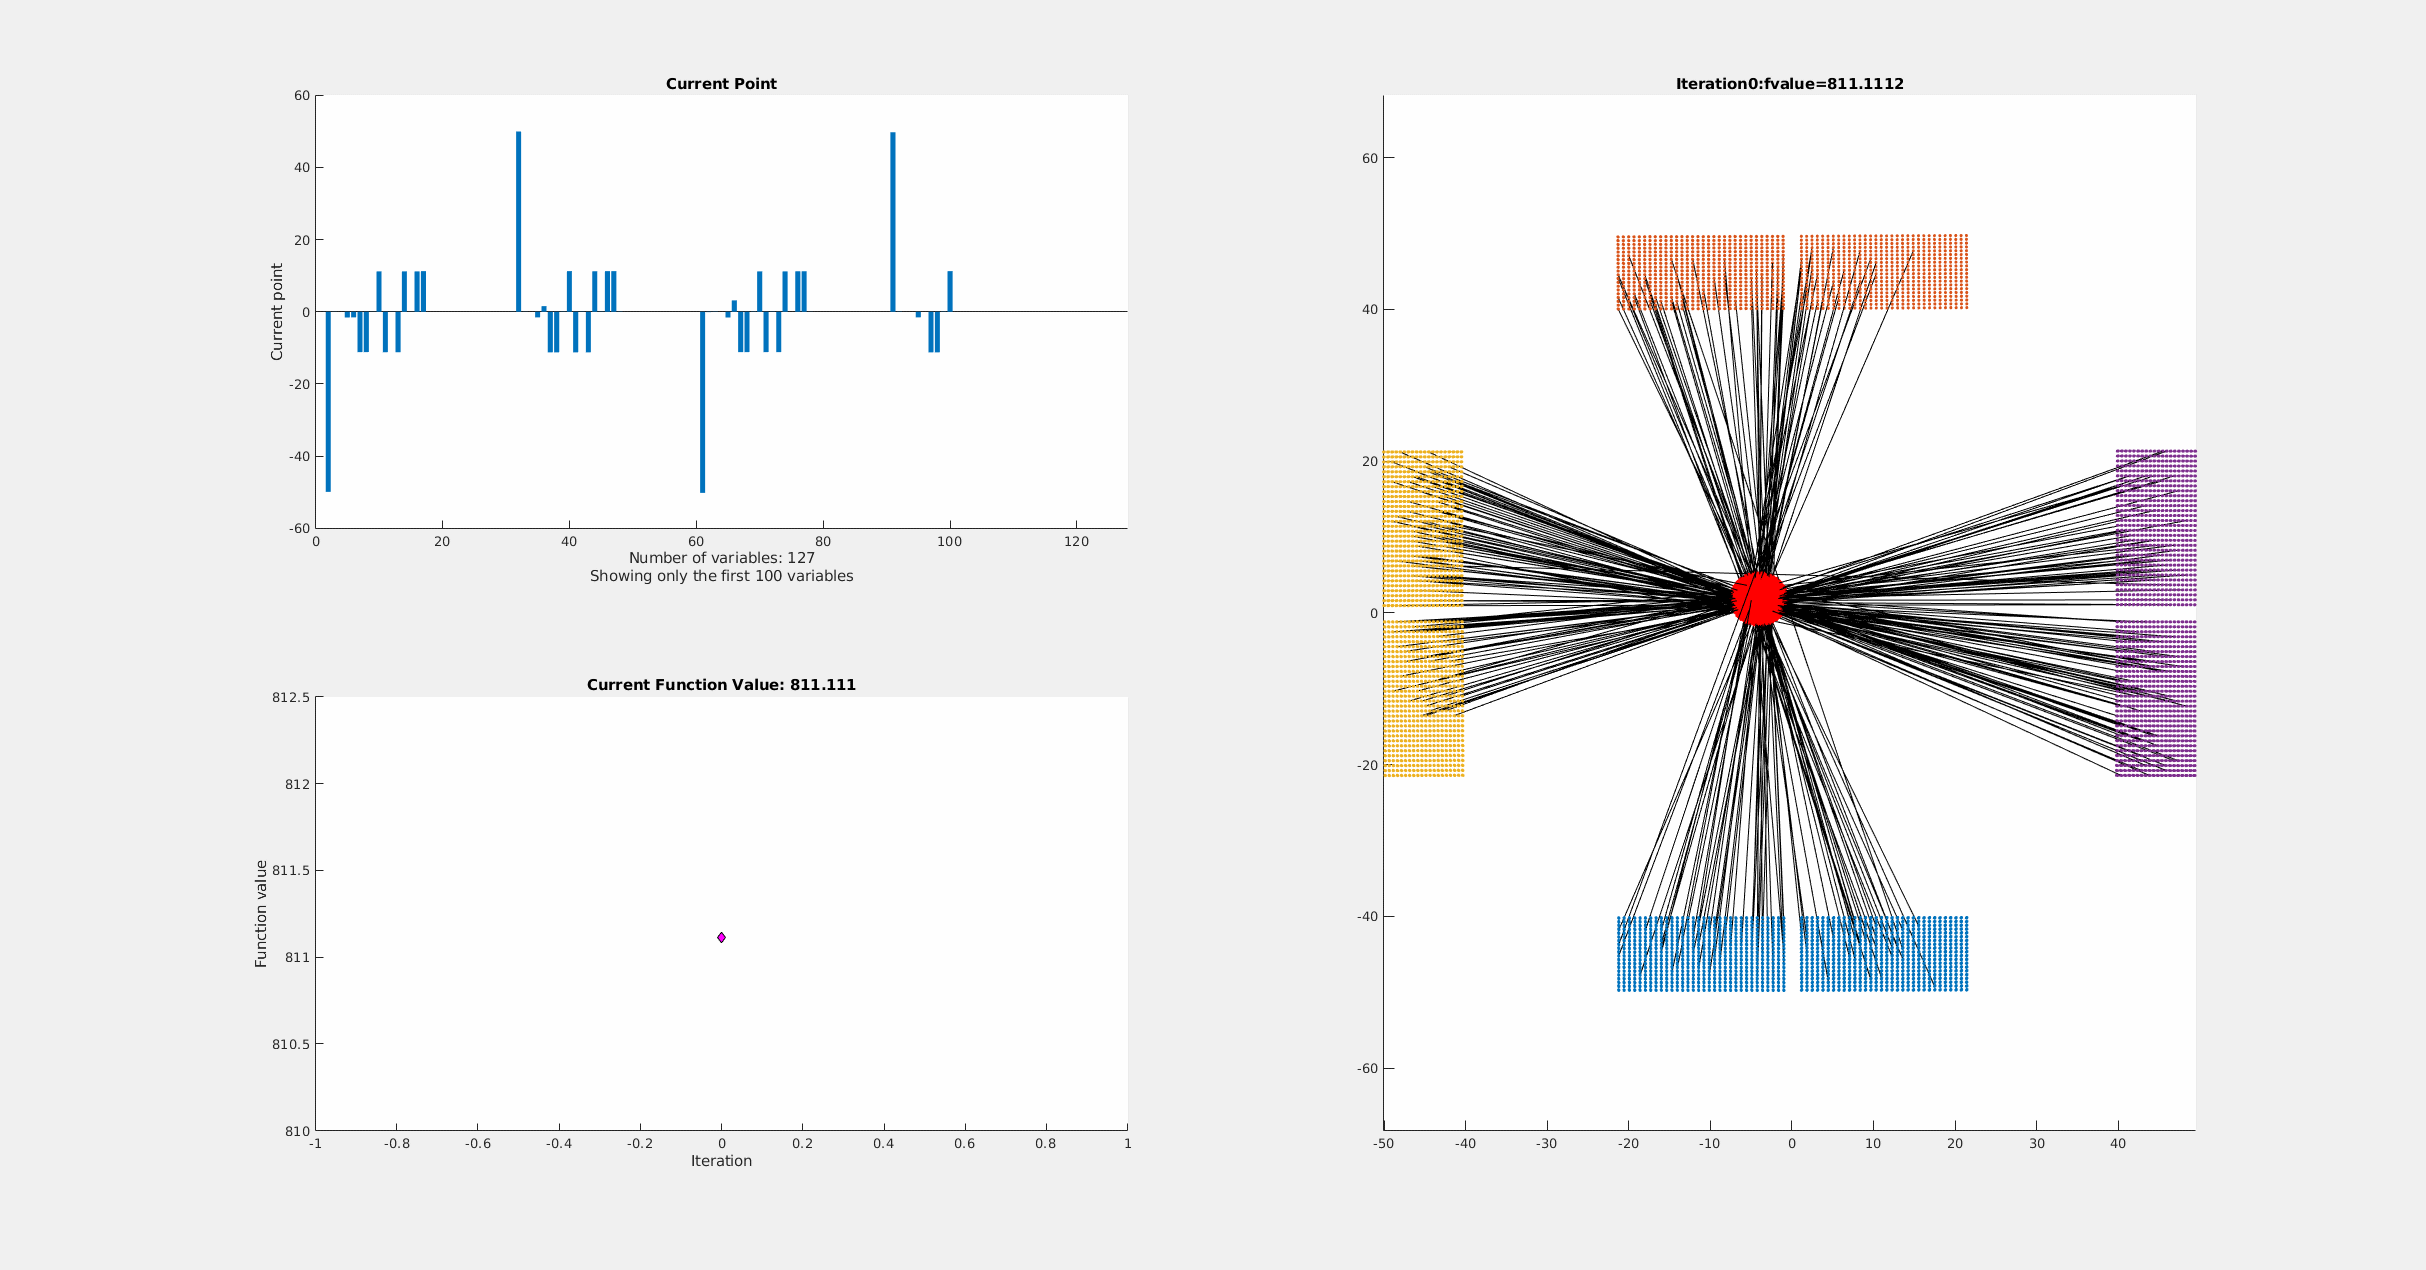 Current Point
60
40
20
0
-20
-40
-60
Current point
0 20 40 60 80 100 120
Number of variables: 127
Showing only the first 100 variables
Current Function Value: 811.111
812.5
812
811.5
811
810.5
810
Function value
-1 -0.8 -0.6 -0.4 -0.2 0 0.2 0.4 0.6 0.8 1
Iteration
Iteration0:fvalue=811.1112
60
40
20
0
-20
-40
-60
-50 -40 -30 -20 -10 0 10 20 30 40